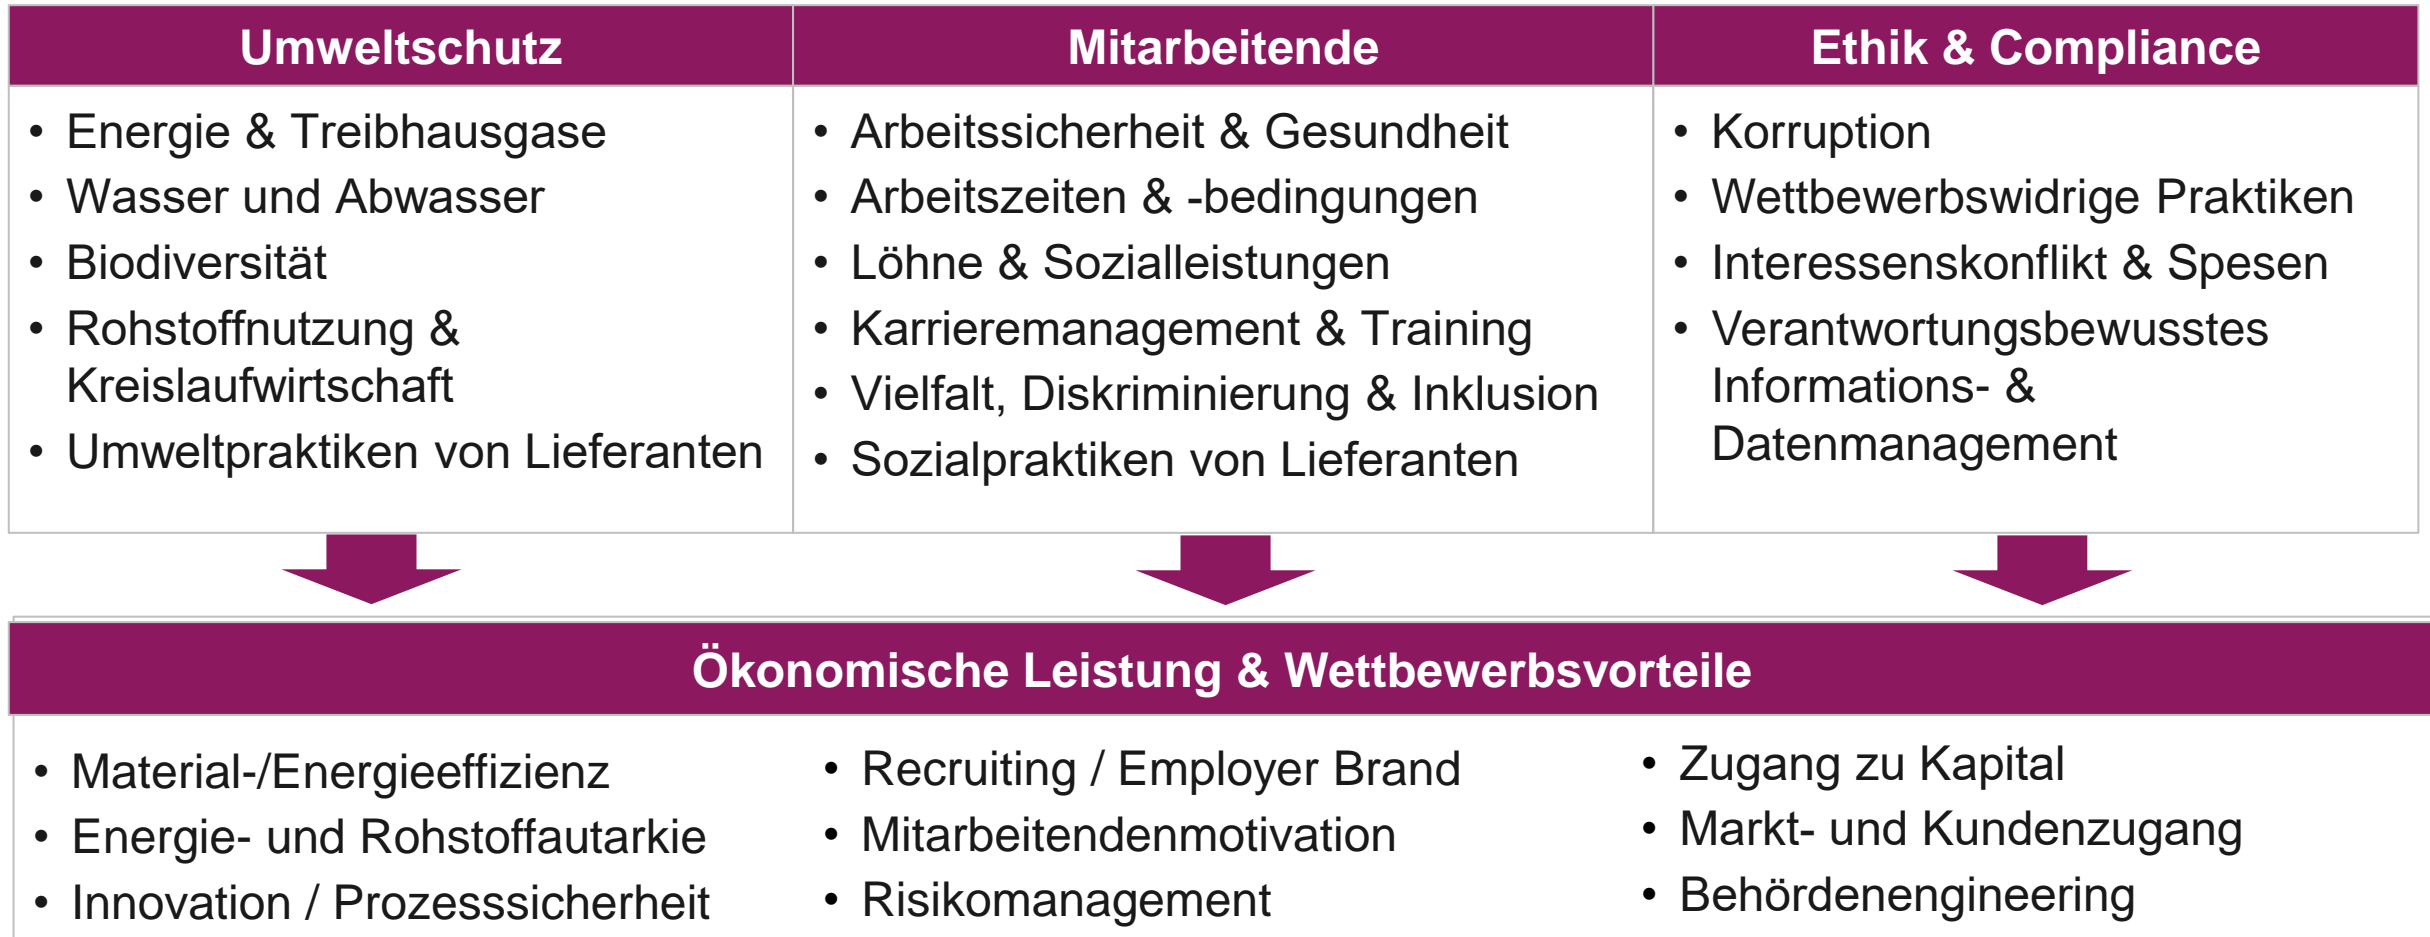 Umweltschutz
• Energie & Treibhausgase
• Wasser und Abwasser
• Biodiversität
• Rohstoffnutzung &
Kreislaufwirtschaft
• Umweltpraktiken von Lieferanten
Mitarbeitende
• Arbeitssicherheit & Gesundheit
• Arbeitszeiten & -bedingungen
• Löhne & Sozialleistungen
• Karrieremanagement & Training
• Vielfalt, Diskriminierung & Inklusion
• Sozialpraktiken von Lieferanten
Ethik & Compliance
• Korruption
• Wettbewerbswidrige Praktiken
• Interessenskonflikt & Spesen
• Verantwortungsbewusstes
Informations- &
Datenmanagement
Ökonomische Leistung & Wettbewerbsvorteile
• Material-/Energieeffizienz
• Energie- und Rohstoffautarkie
• Innovation / Prozesssicherheit
• Recruiting / Employer Brand
• Mitarbeitendenmotivation
• Risikomanagement
• Zugang zu Kapital
• Markt- und Kundenzugang
• Behördenengineering